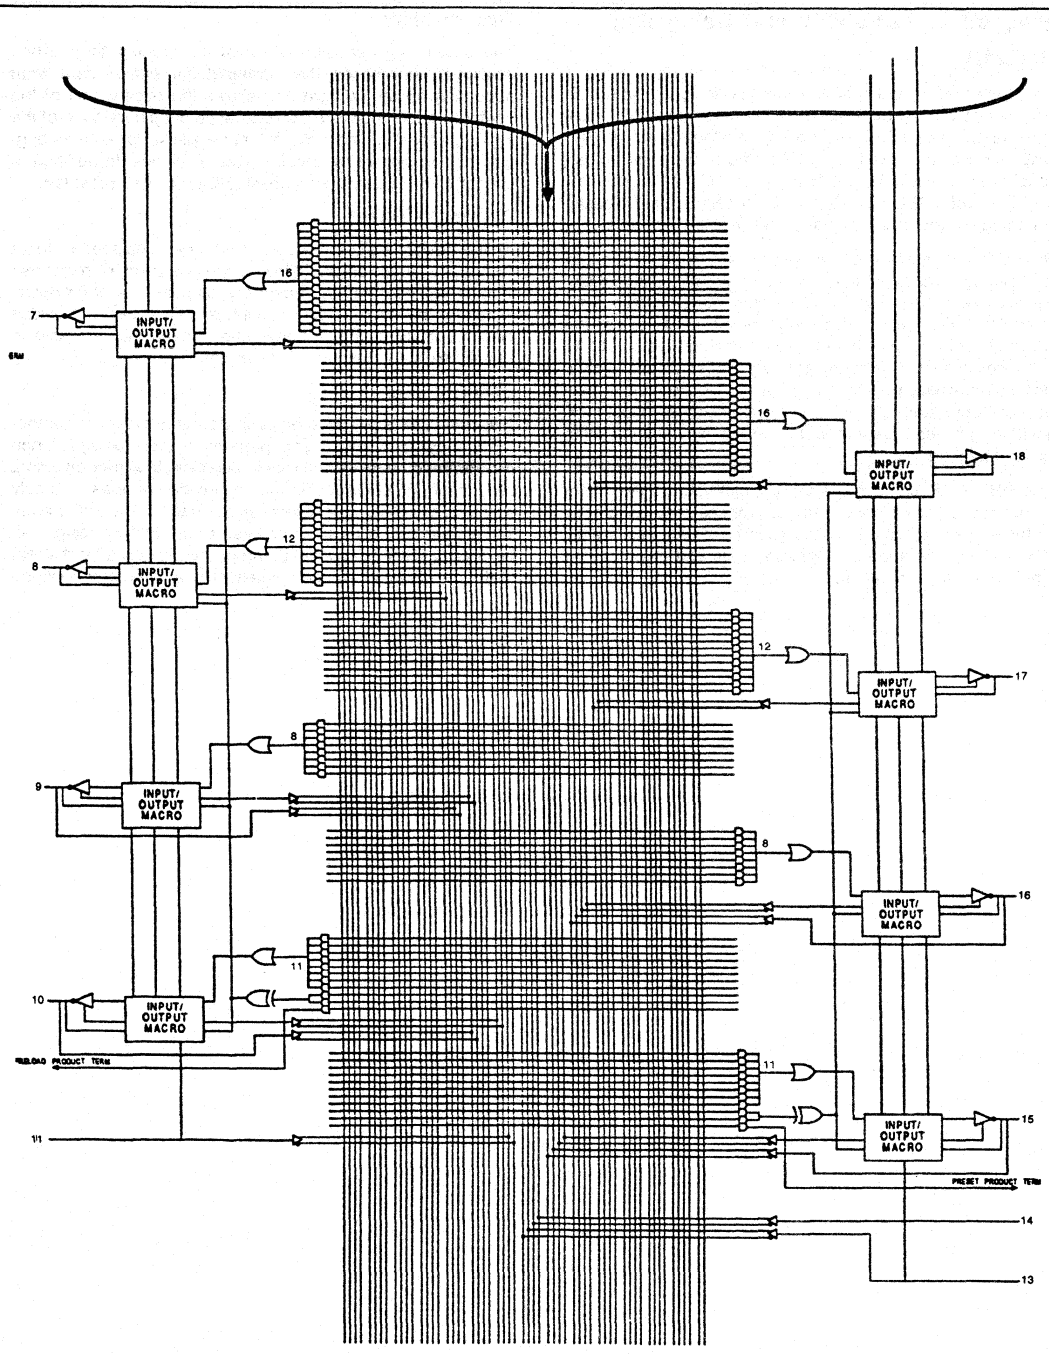 16
7
INPUT/
OUTPUT
MACRO
16
18
INPUT/
OUTPUT
MACRO
12
8
INPUT/
OUTPUT
MACRO
12
17
INPUT/
OUTPUT
MACRO
8
9
INPUT/
OUTPUT
MACRO
8
16
INPUT/
OUTPUT
MACRO
11
10
INPUT/
OUTPUT
MACRO
PRODUCT TERM
11
15
INPUT/
OUTPUT
MACRO
1/1
PRESET PRODUCT TERM
14
13